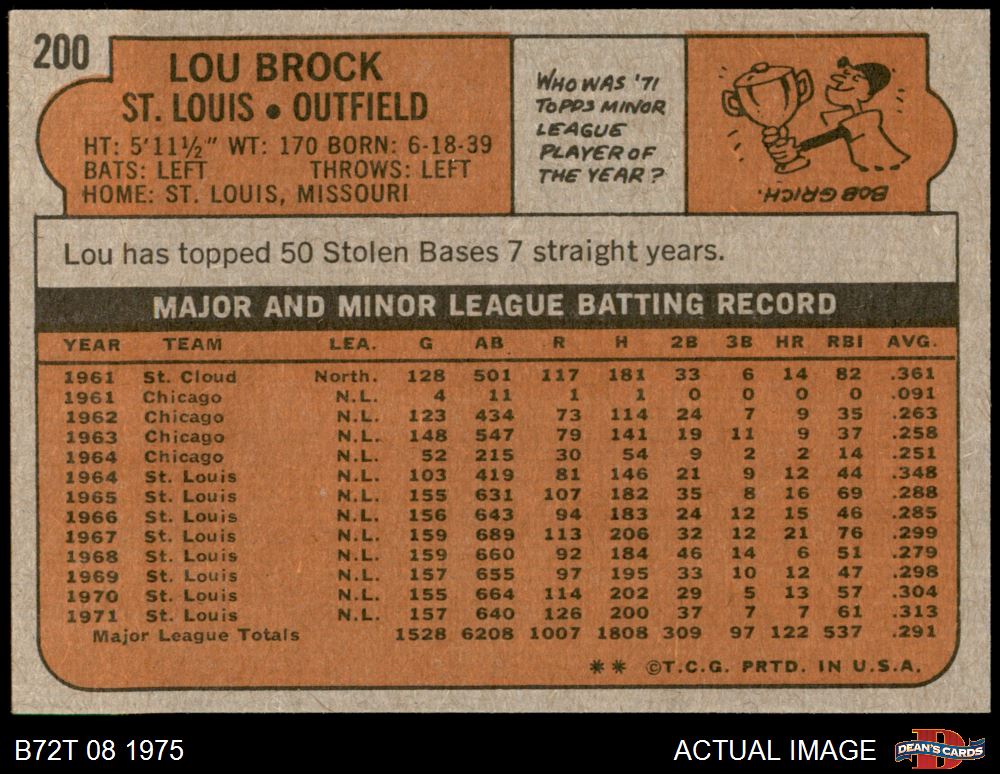 200
LOU BROCK
ST. LOUIS • OUTFIELD
HT: 5'11½" WT: 170 BORN: 6-18-39
BATS: LEFT THROWS: LEFT
HOME: ST. LOUIS, MISSOURI
WHO WAS '71
TOPPS MINOR
LEAGUE
PLAYER OF
THE YEAR?
BOB GRICH.
Lou has topped 50 Stolen Bases 7 straight years.
MAJOR AND MINOR LEAGUE BATTING RECORD
YEAR TEAM LEA. G AB R H 2B 3B HR RBI AVG.
1961 St. Cloud North. 128 501 117 181 33 6 14 82 .361
1961 Chicago N.L. 4 11 1 1 0 0 0 0 .091
1962 Chicago N.L. 123 434 73 114 24 7 9 35 .263
1963 Chicago N.L. 148 547 79 141 19 11 9 37 .258
1964 Chicago N.L. 52 215 30 54 9 2 2 14 .251
1964 St. Louis N.L. 103 419 81 146 21 9 12 44 .348
1965 St. Louis N.L. 155 631 107 182 35 8 16 69 .288
1966 St. Louis N.L. 156 643 94 183 24 12 15 46 .285
1967 St. Louis N.L. 159 689 113 206 32 12 21 76 .299
1968 St. Louis N.L. 159 660 92 184 46 14 6 51 .279
1969 St. Louis N.L. 157 655 97 195 33 10 12 47 .298
1970 St. Louis N.L. 155 664 114 202 29 5 13 57 .304
1971 St. Louis N.L. 157 640 126 200 37 7 7 61 .313
Major League Totals 1528 6208 1007 1808 309 97 122 537 .291
** ©T.C.G. PRTD. IN U.S.A.
B72T 08 1975 ACTUAL IMAGE
D
DEAN'S CARDS